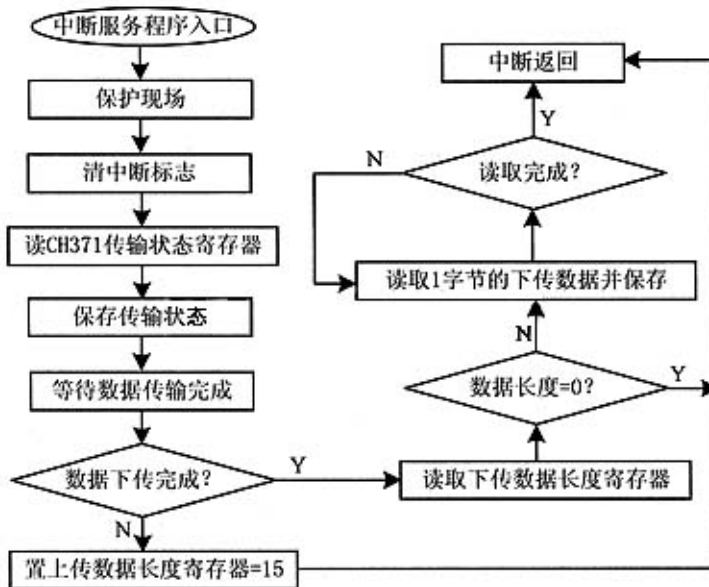 中断服务程序入口
保护现场
清中断标志
读CH371传输状态寄存器
保存传输状态
等待数据传输完成
数据下传完成?
Y
N
置上传数据长度寄存器=15
中断返回
Y
N
读取完成?
读取1字节的下传数据并保存
N
数据长度=0?
Y
读取下传数据长度寄存器